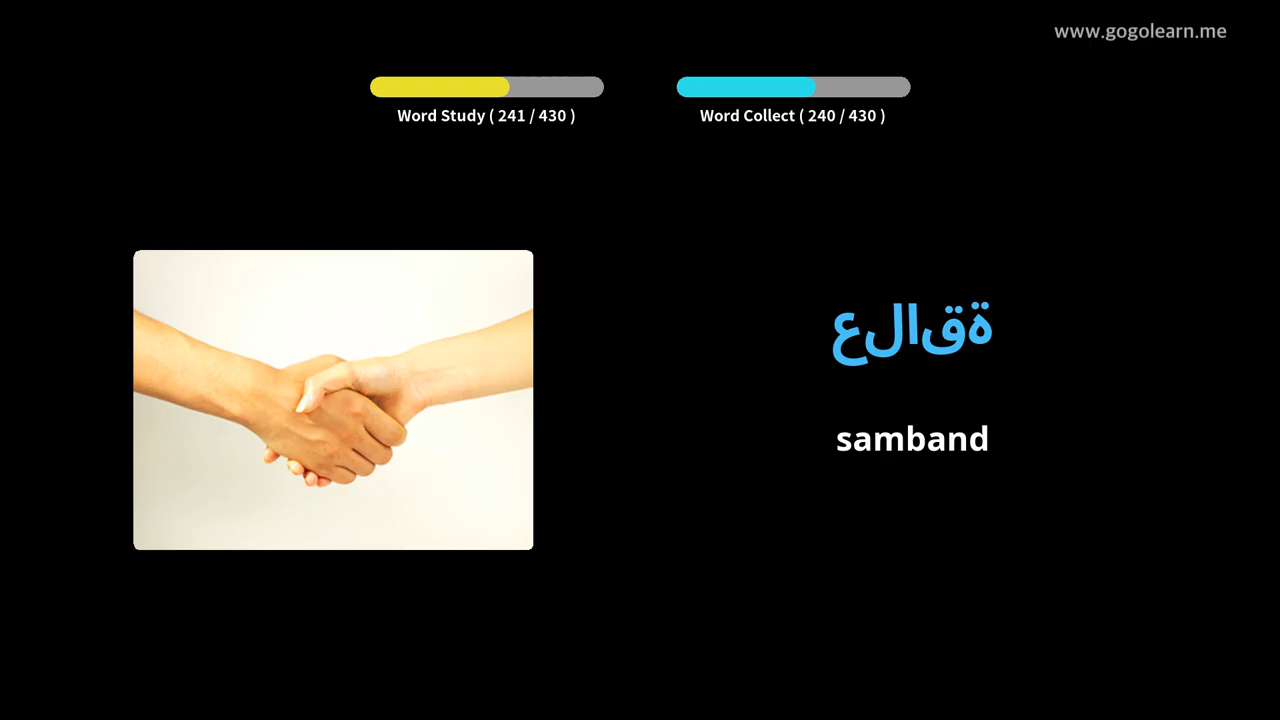 www.gogolearn.me
Word Study ( 241 / 430 )
Word Collect ( 240 / 430 )
علاقة
samband